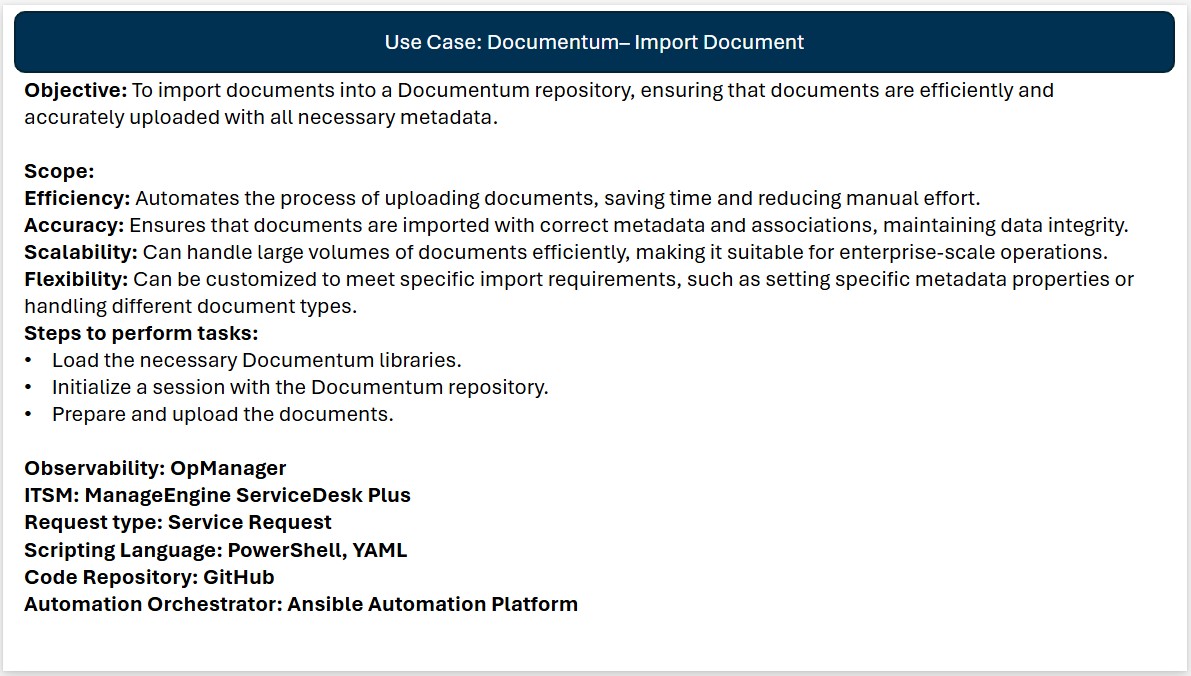 Use Case: Documentum– Import Document
Objective: To import documents into a Documentum repository, ensuring that documents are efficiently and
accurately uploaded with all necessary metadata.
Scope:
Efficiency: Automates the process of uploading documents, saving time and reducing manual effort.
Accuracy: Ensures that documents are imported with correct metadata and associations, maintaining data integrity.
Scalability: Can handle large volumes of documents efficiently, making it suitable for enterprise-scale operations.
Flexibility: Can be customized to meet specific import requirements, such as setting specific metadata properties or
handling different document types.
Steps to perform tasks:
• Load the necessary Documentum libraries.
• Initialize a session with the Documentum repository.
• Prepare and upload the documents.
Observability: OpManager
ITSM: ManageEngine ServiceDesk Plus
Request type: Service Request
Scripting Language: PowerShell, YAML
Code Repository: GitHub
Automation Orchestrator: Ansible Automation Platform